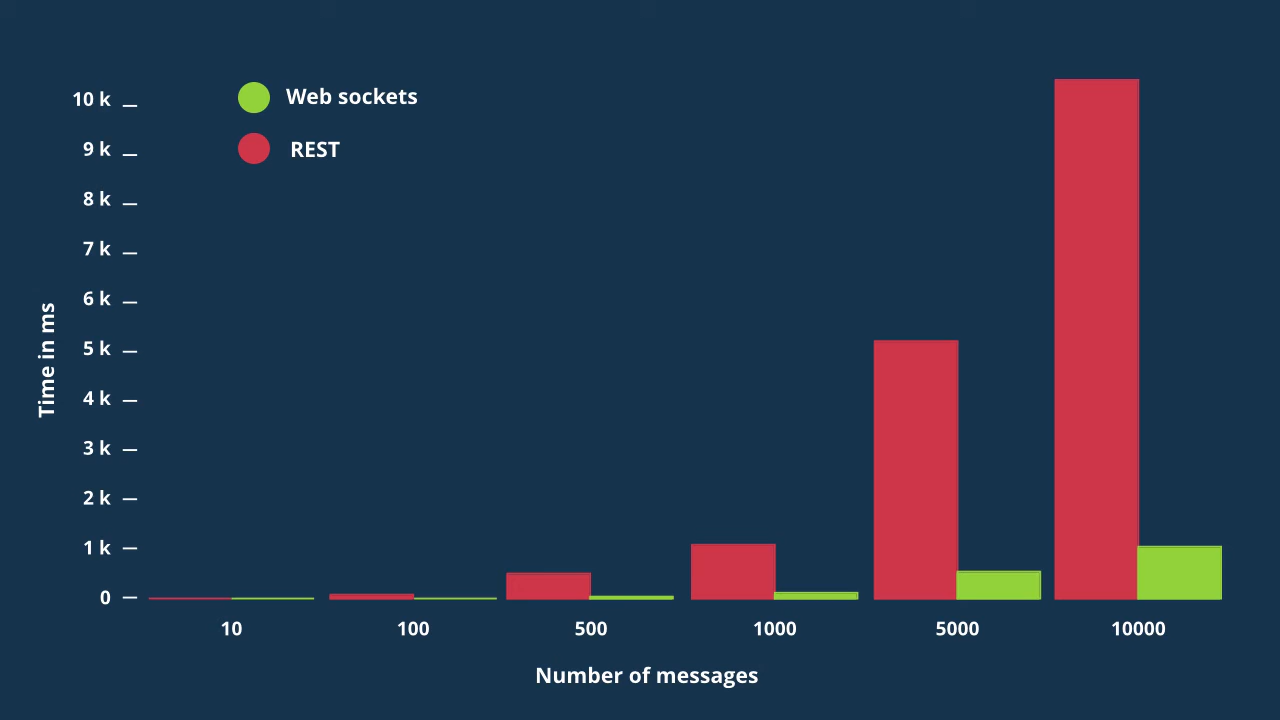 Web sockets
REST
10 k
9 k
8 k
7 k
6 k
5 k
4 k
3 k
2 k
1 k
0
Time in ms
10 100 500 1000 5000 10000
Number of messages